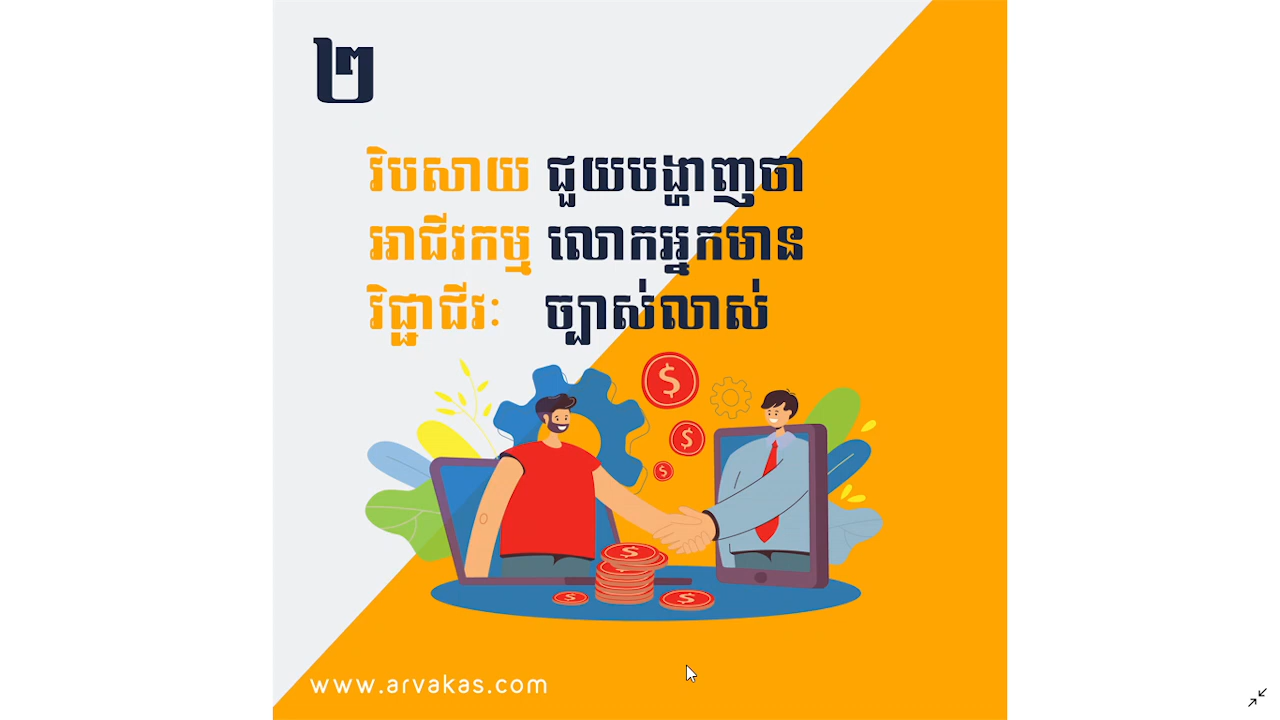 ២
វិបសាយ ជួយបង្ហាញថា
អាជីវកម្ម លោកអ្នកមាន
វិជ្ជាជីវៈ ច្បាស់លាស់
$
$
$
$
$
$
www.arvakas.com